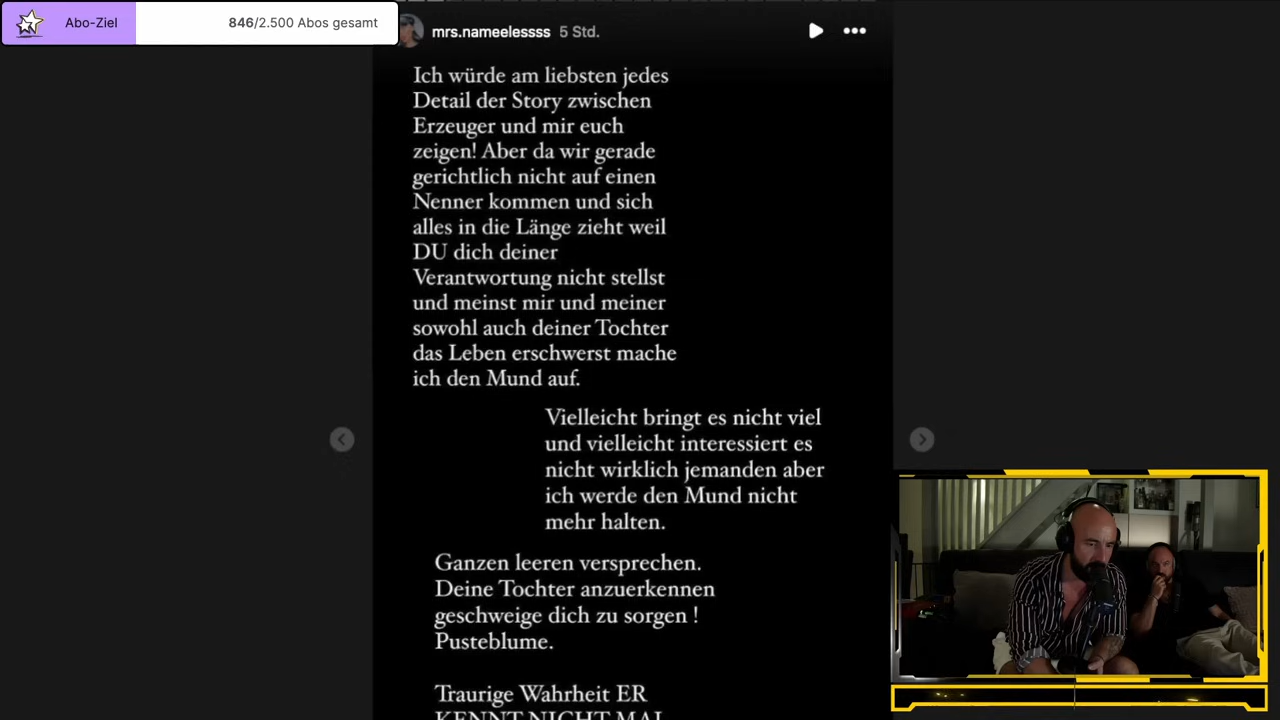 Abo-Ziel
846/2.500 Abos gesamt
mrs.nameelessss 5 Std.
Ich würde am liebsten jedes
Detail der Story zwischen
Erzeuger und mir euch
zeigen! Aber da wir gerade
gerichtlich nicht auf einen
Nenner kommen und sich
alles in die Länge zieht weil
DU dich deiner
Verantwortung nicht stellst
und meinst mir und meiner
sowohl auch deiner Tochter
das Leben erschwerst mache
ich den Mund auf.
Vielleicht bringt es nicht viel
und vielleicht interessiert es
nicht wirklich jemanden aber
ich werde den Mund nicht
mehr halten.
Ganzen leeren versprechen.
Deine Tochter anzuerkennen
geschweige dich zu sorgen !
Pusteblume.
Traurige Wahrheit ER
KENNT NICHT MAL